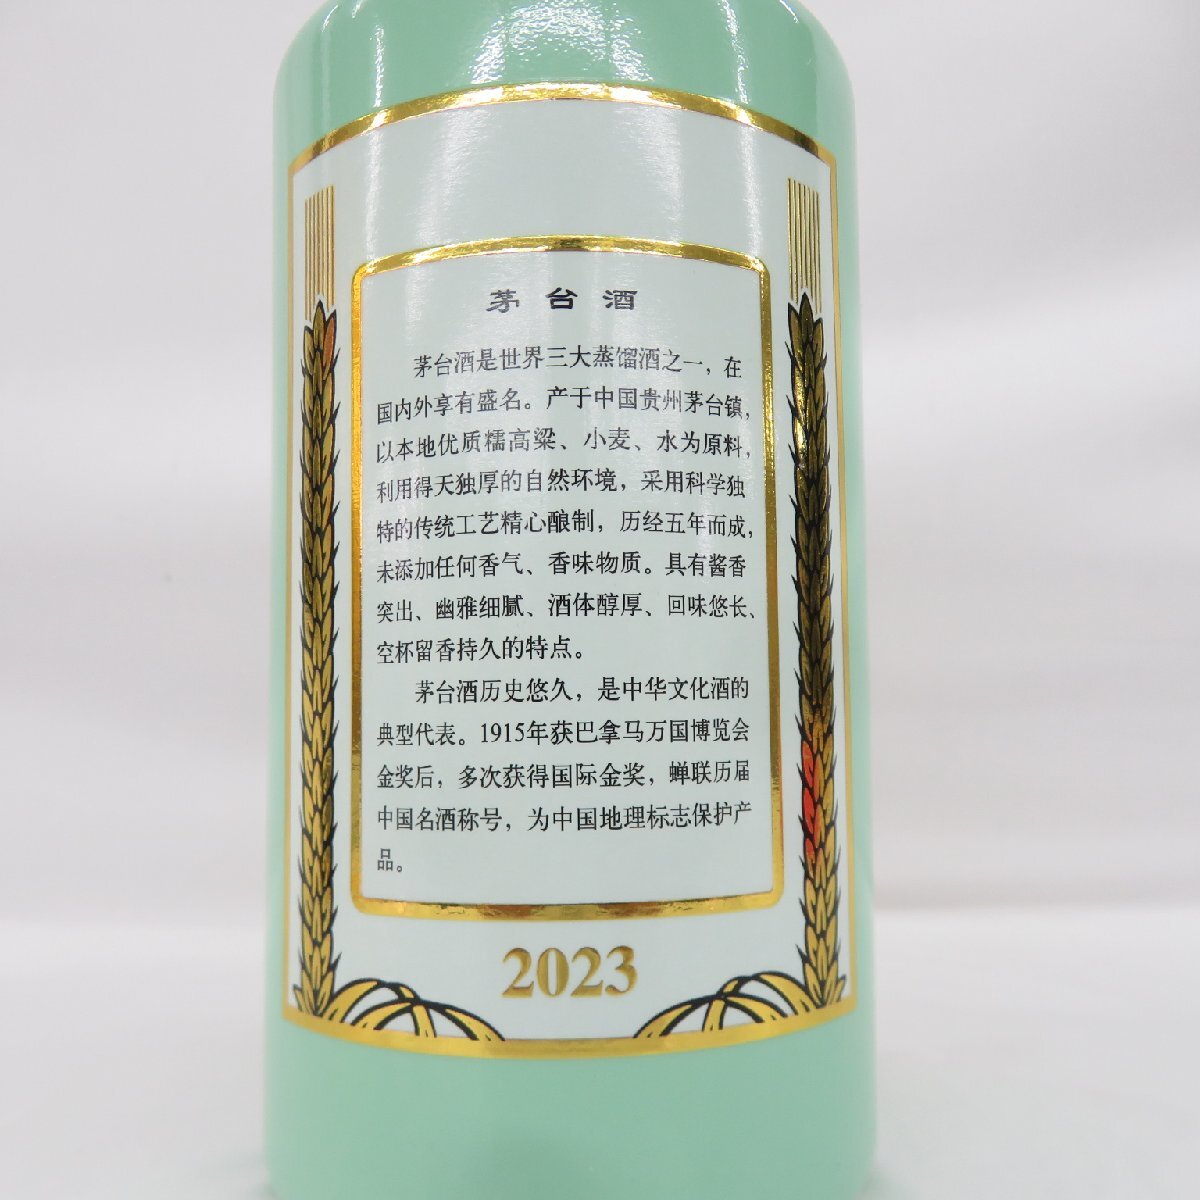 茅台酒
茅台酒是世界三大蒸馏酒之一，在
国内外享有盛名。产于中国贵州茅台镇，
以本地优质糯高粱、小麦、水为原料，
利用得天独厚的自然环境，采用科学独
特的传统工艺精心酿制，历经五年而成，
未添加任何香气、香味物质。具有酱香
突出、幽雅细腻、酒体醇厚、回味悠长、
空杯留香持久的特点。
茅台酒历史悠久，是中华文化酒的
典型代表。1915年获巴拿马万国博览会
金奖后，多次获得国际金奖，蝉联历届
中国名酒称号，为中国地理标志保护产
品。
2023